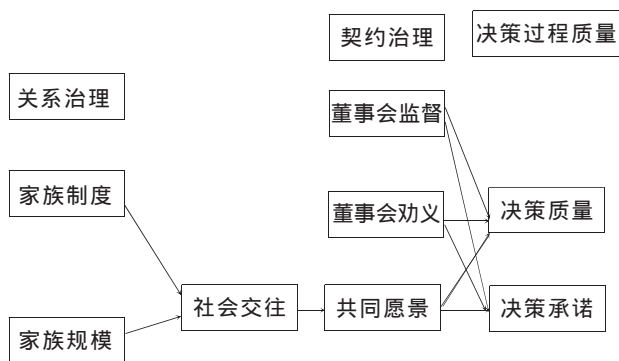 契约治理
决策过程质量
关系治理
董事会监督
家族制度
董事会劝义
决策质量
社会交往
共同愿景
决策承诺
家族规模